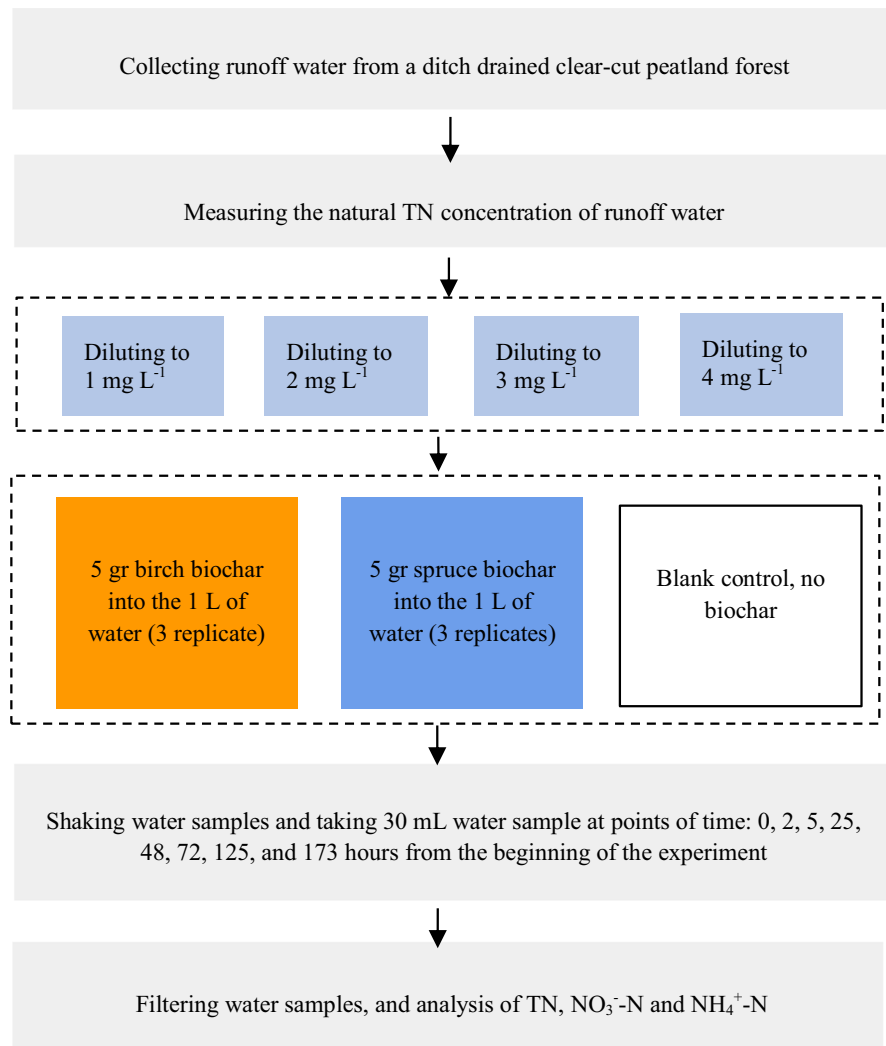 Collecting runoff water from a ditch drained clear-cut peatland forest
Measuring the natural TN concentration of runoff water
Diluting to
1 mg L⁻¹
Diluting to
2 mg L⁻¹
Diluting to
3 mg L⁻¹
Diluting to
4 mg L⁻¹
5 gr birch biochar
into the 1 L of
water (3 replicate)
5 gr spruce biochar
into the 1 L of
water (3 replicates)
Blank control, no
biochar
Shaking water samples and taking 30 mL water sample at points of time: 0, 2, 5, 25,
48, 72, 125, and 173 hours from the beginning of the experiment
Filtering water samples, and analysis of TN, NO₃⁻-N and NH₄⁺-N